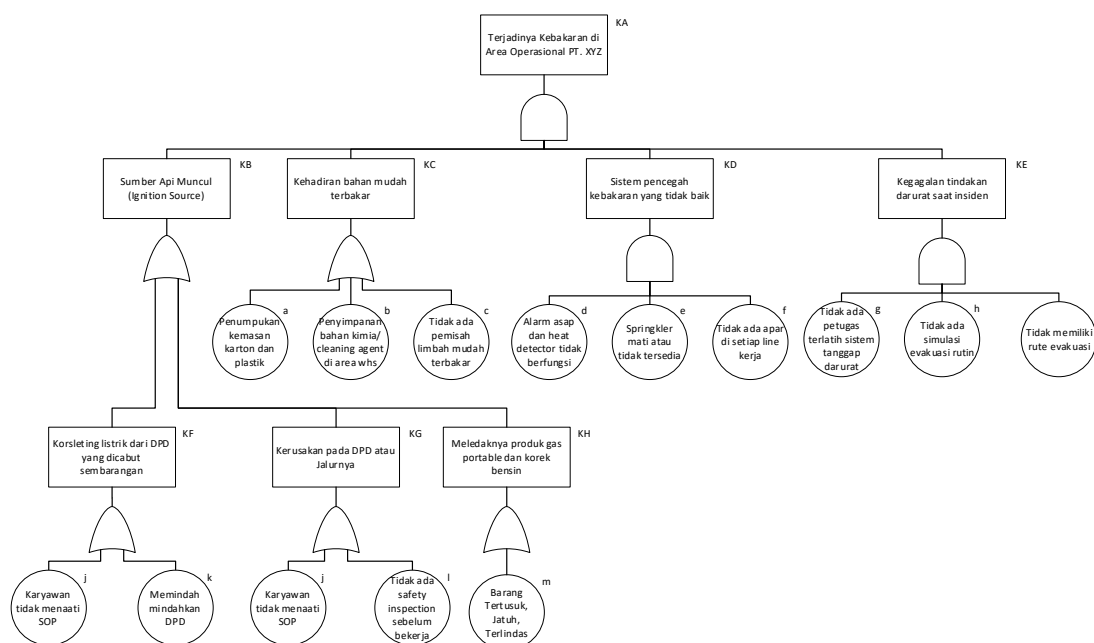 KA
Terjadinya Kebakaran di
Area Operasional PT. XYZ
KB
Sumber Api Muncul
(Ignition Source)
KC
Kehadiran bahan mudah
terbakar
KD
Sistem pencegah
kebakaran yang tidak baik
KE
Kegagalan tindakan
darurat saat insiden
a
Penumpukan
kemasan
karton dan
plastik
b
Penyimpanan
bahan kimia/
cleaning agent
di area whs
c
Tidak ada
pemisah
limbah mudah
terbakar
d
Alarm asap
dan heat
detector tidak
berfungsi
e
Springkler
mati atau
tidak tersedia
f
Tidak ada apar
di setiap line
kerja
g
Tidak ada
petugas
terlatih sistem
tanggap
darurat
h
Tidak ada
simulasi
evakuasi rutin
Tidak memiliki
rute evakuasi
KF
Korsleting listrik dari DPD
yang dicabut
sembarangan
KG
Kerusakan pada DPD atau
Jalurnya
KH
Meledaknya produk gas
portable dan korek
bensin
j
Karyawan
tidak menaati
SOP
k
Memindah
mindahkan
DPD
j
Karyawan
tidak menaati
SOP
l
Tidak ada
safety
inspection
sebelum
bekerja
m
Barang
Tertusuk,
Jatuh,
Terlindas